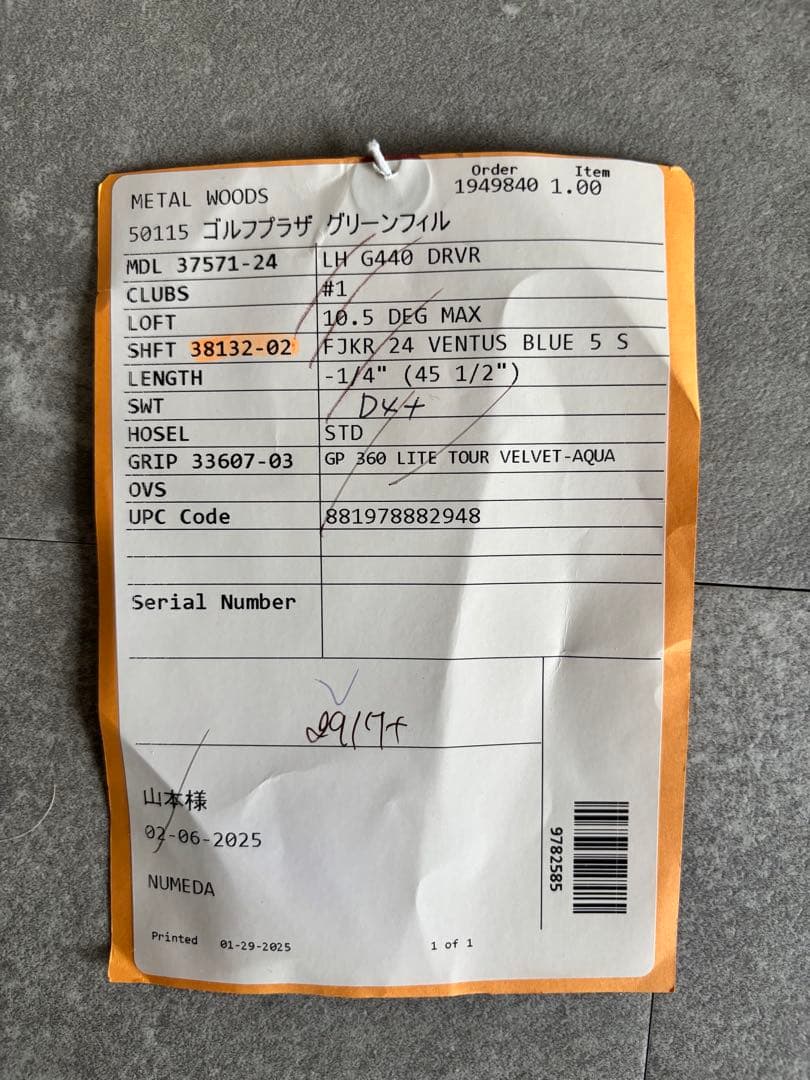 Order Item
METAL WOODS 1949840 1.00
50115 ゴルフプラザ グリーンフィル
MDL 37571-24 LH G440 DRVR
CLUBS #1
LOFT 10.5 DEG MAX
SHFT 38132-02 FJKR 24 VENTUS BLUE 5 S
LENGTH -1/4" (45 1/2")
SWT D4+
HOSEL STD
GRIP 33607-03 GP 360 LITE TOUR VELVET-AQUA
OVS
UPC Code 881978882948
Serial Number
山本様
02-06-2025
NUMEDA
Printed 01-29-2025 1 of 1
9782585